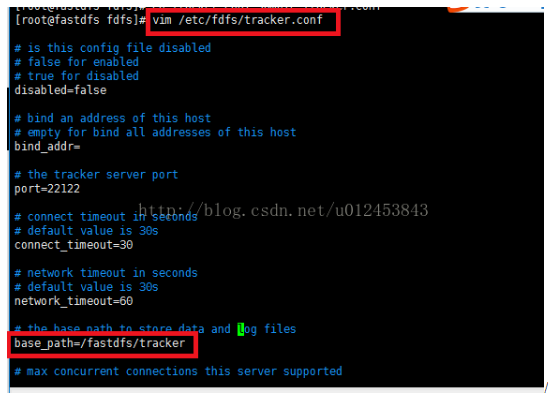 [root@fastdfs fdfs]# vim /etc/fdfs/tracker.conf
# is this config file disabled
# false for enabled
# true for disabled
disabled=false
# bind an address of this host
# empty for bind all addresses of this host
bind_addr=
# the tracker server port
port=22122
# connect timeout in seconds
http://blog.csdn.net/u012453843
# default value is 30s
connect_timeout=30
# network timeout in seconds
# default value is 30s
network_timeout=60
# the base path to store data and log files
base_path=/fastdfs/tracker
# max concurrent connections this server supported